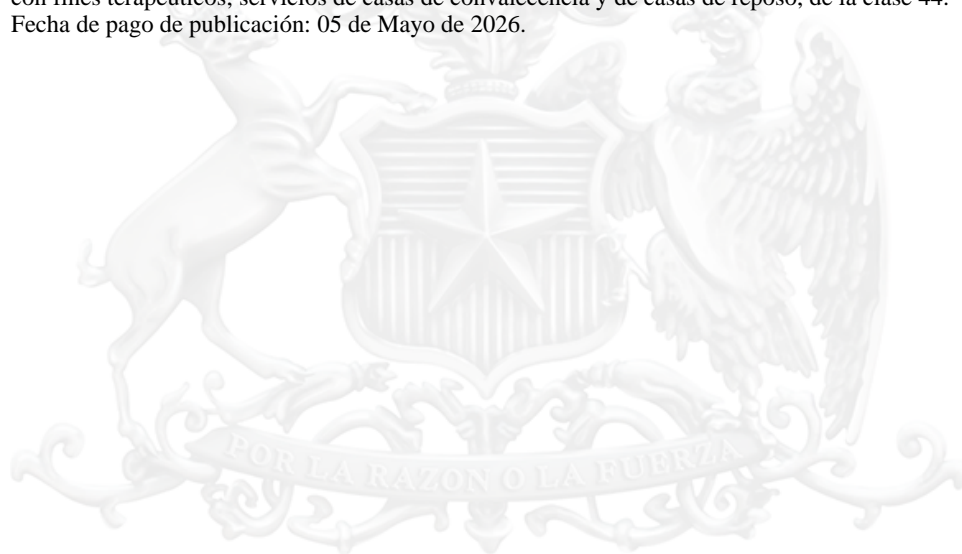 con fines terapéuticos, servicios de casas de convalecencia y de casas de reposo, de la clase 44.
Fecha de pago de publicación: 05 de Mayo de 2026.
POR LA RAZON O LA FUERZA